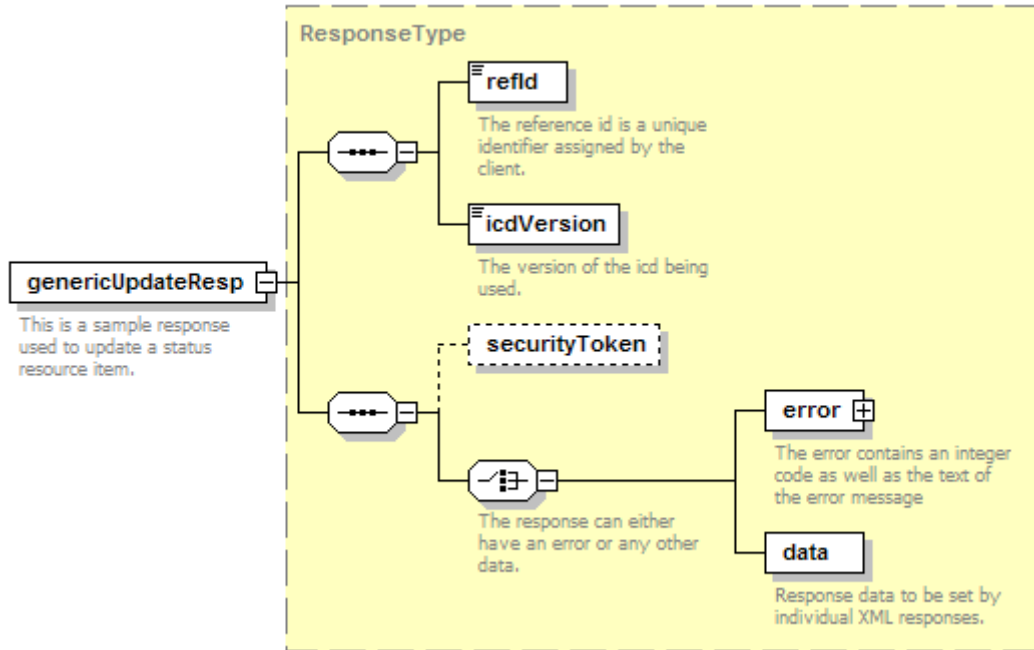 ResponseType
refId
The reference id is a unique
identifier assigned by the
client.
icdVersion
The version of the icd being
used.
genericUpdateResp
This is a sample response
used to update a status
resource item.
securityToken
error
The error contains an integer
code as well as the text of
the error message
The response can either
have an error or any other
data.
data
Response data to be set by
individual XML responses.